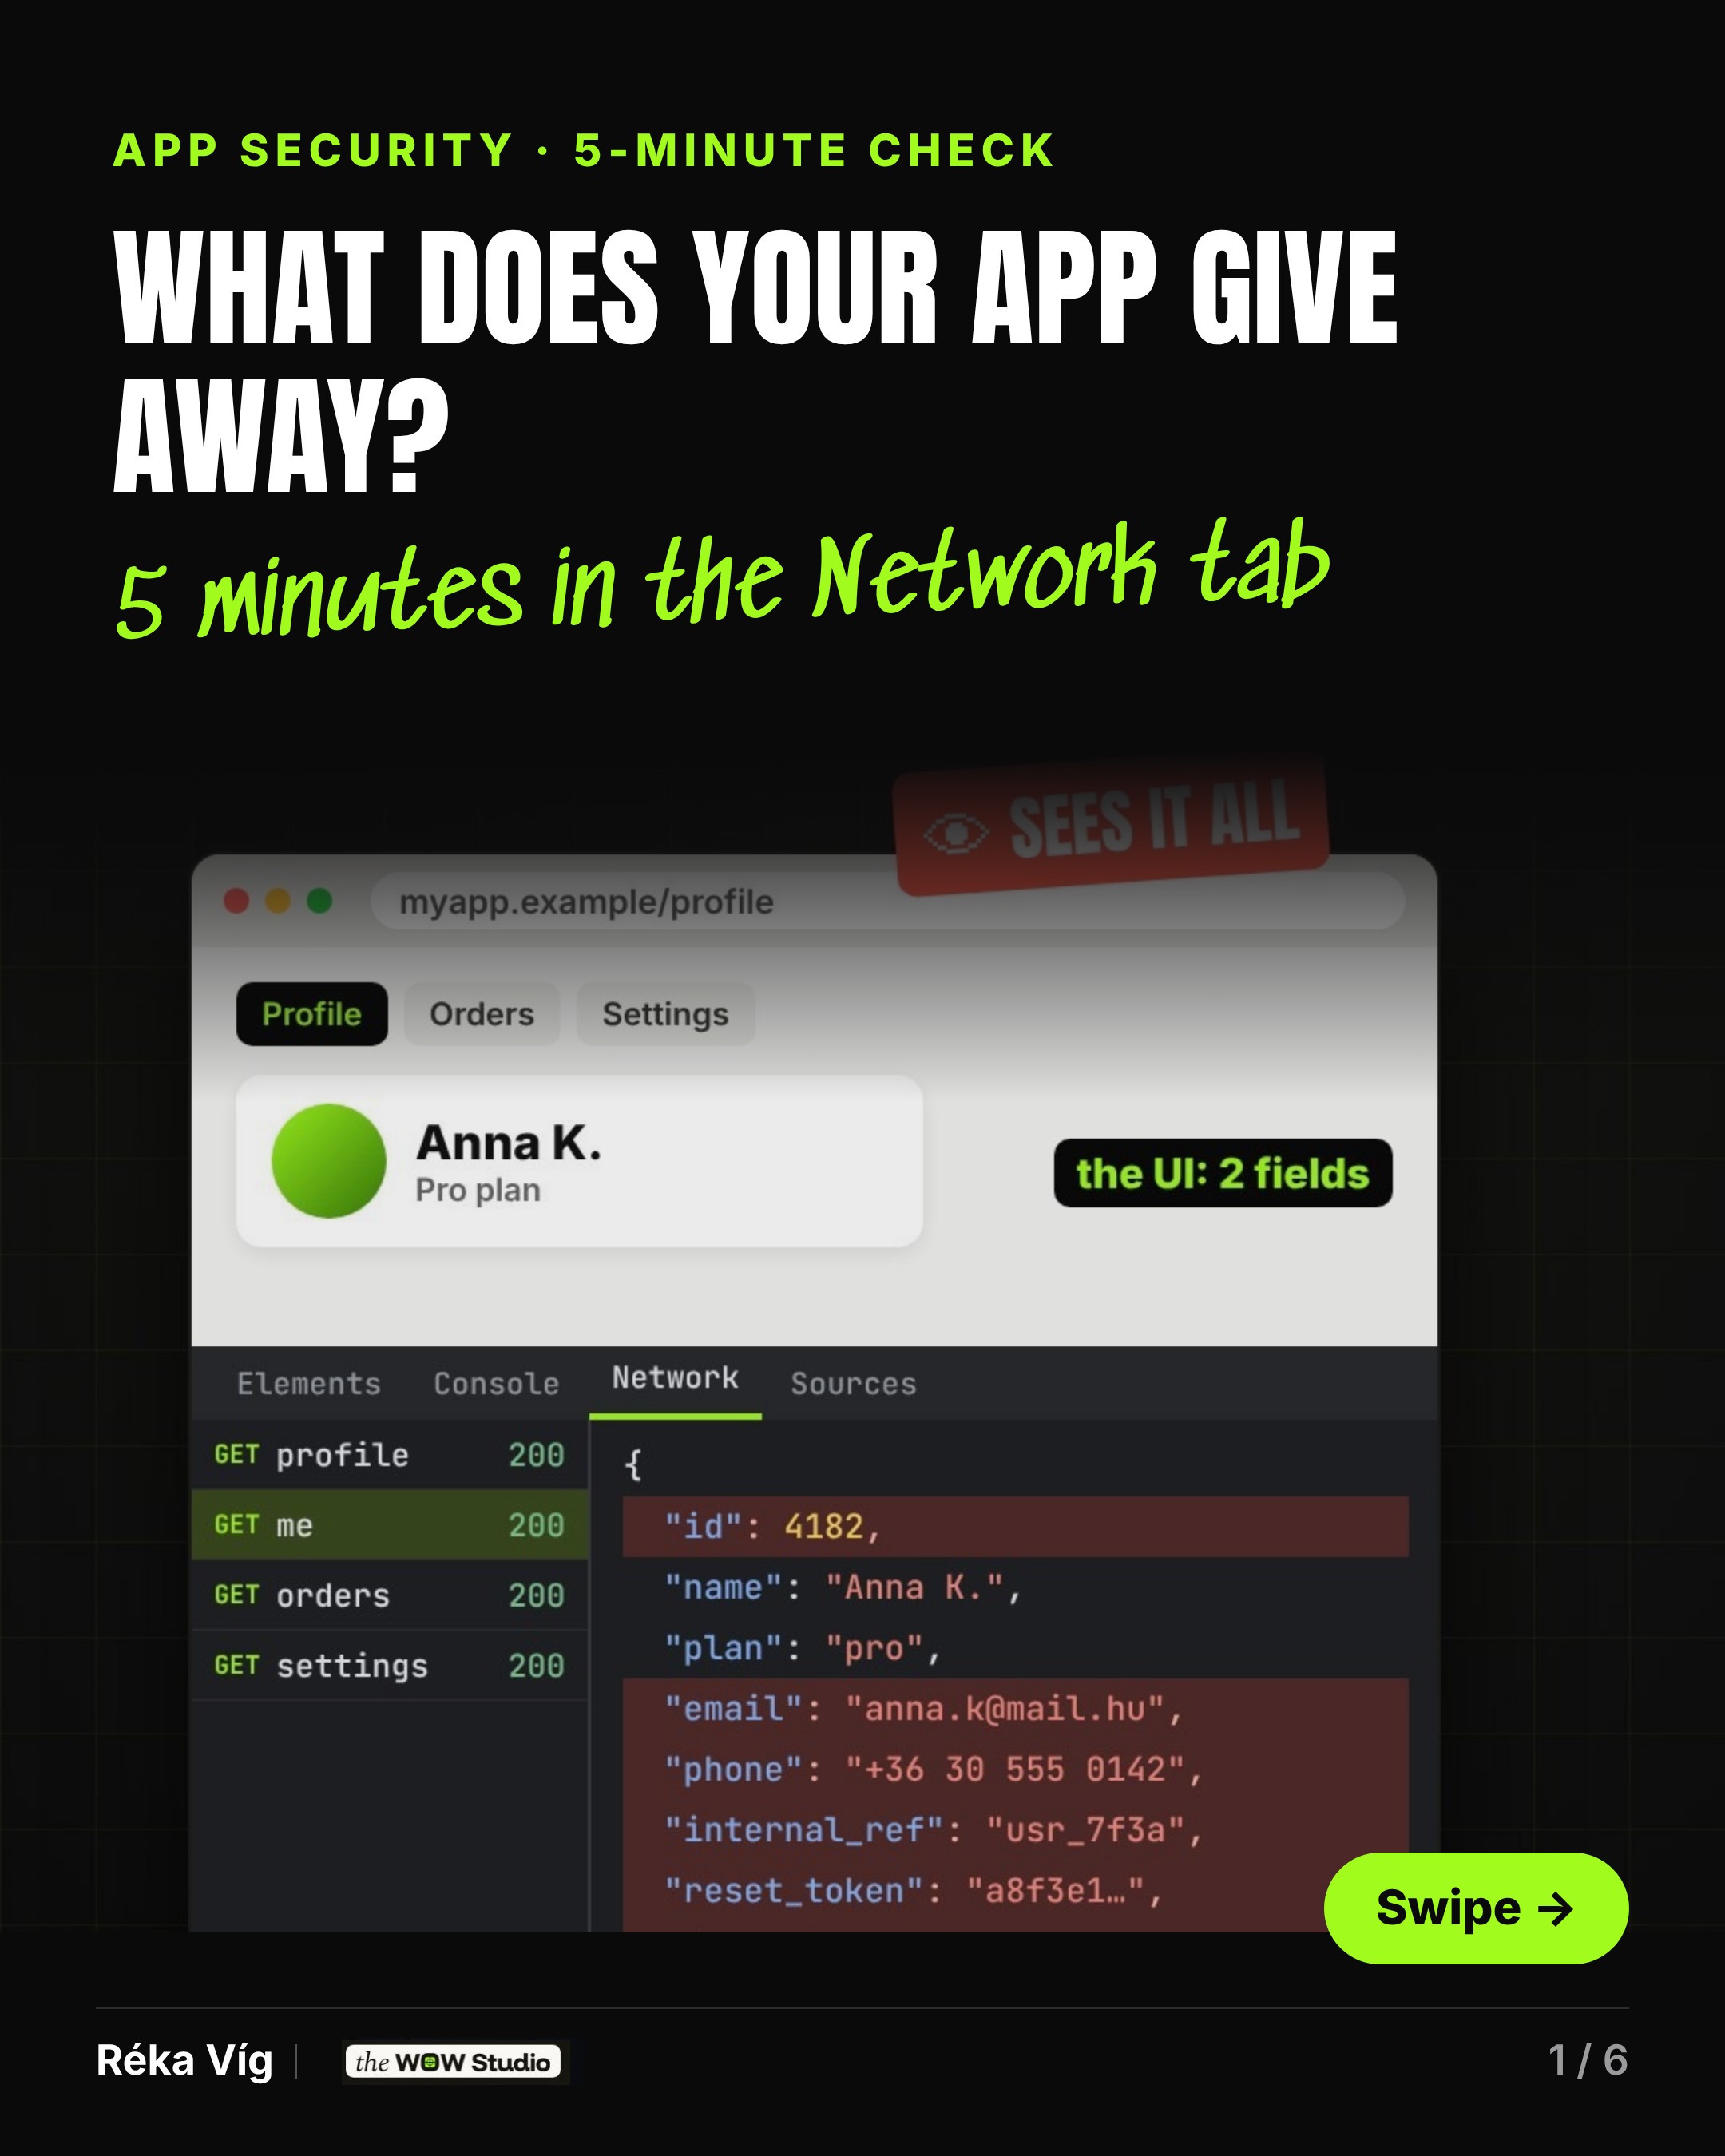 APP SECURITY · 5-MINUTE CHECK
WHAT DOES YOUR APP GIVE
AWAY?
5 minutes in the Network tab
SEES IT ALL
myapp.example/profile
Profile Orders Settings
Anna K.
Pro plan
the UI: 2 fields
Elements Console Network Sources
GET profile 200
GET me 200
GET orders 200
GET settings 200
{
"id": 4182,
"name": "Anna K.",
"plan": "pro",
"email": "anna.k@mail.hu",
"phone": "+36 30 555 0142",
"internal_ref": "usr_7f3a",
"reset_token": "a8f3e1…",
Swipe →
Réka Víg
the WOW Studio
1 / 6